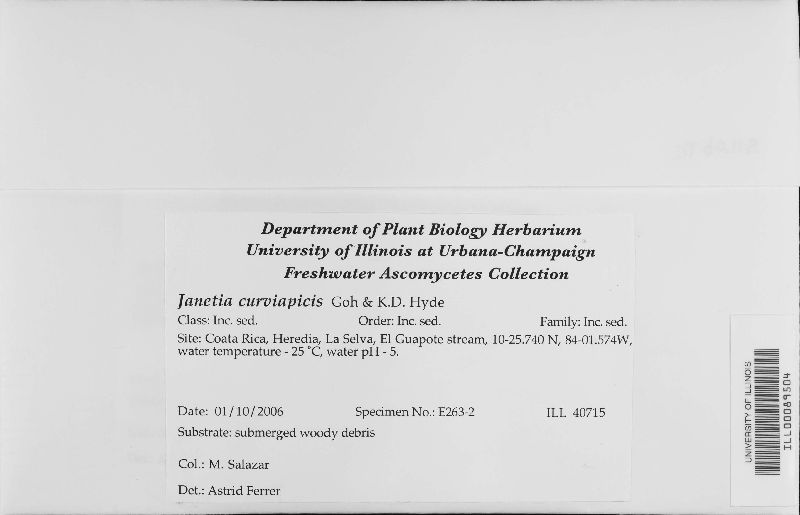 Department of Plant Biology Herbarium
University of Illinois at Urbana-Champaign
Freshwater Ascomycetes Collection
Janetia curviapicis Goh & K.D. Hyde
Class: Inc. sed. Order: Inc. sed. Family: Inc. sed.
Site: Coata Rica, Heredia, La Selva, El Guapote stream, 10-25.740 N, 84-01.574W,
water temperature - 25 °C, water pH - 5.
Date: 01/10/2006 Specimen No.: E263-2 ILL 40715
Substrate: submerged woody debris
Col.: M. Salazar
Det.: Astrid Ferrer
UNIVERSITY OF ILLINOIS
ILL00089504